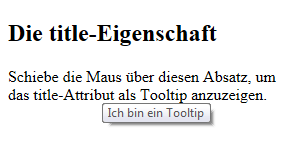 Die title-Eigenschaft
Schiebe die Maus über diesen Absatz, um
das title-Attribut als Tooltip anzuzeigen.
Ich bin ein Tooltip